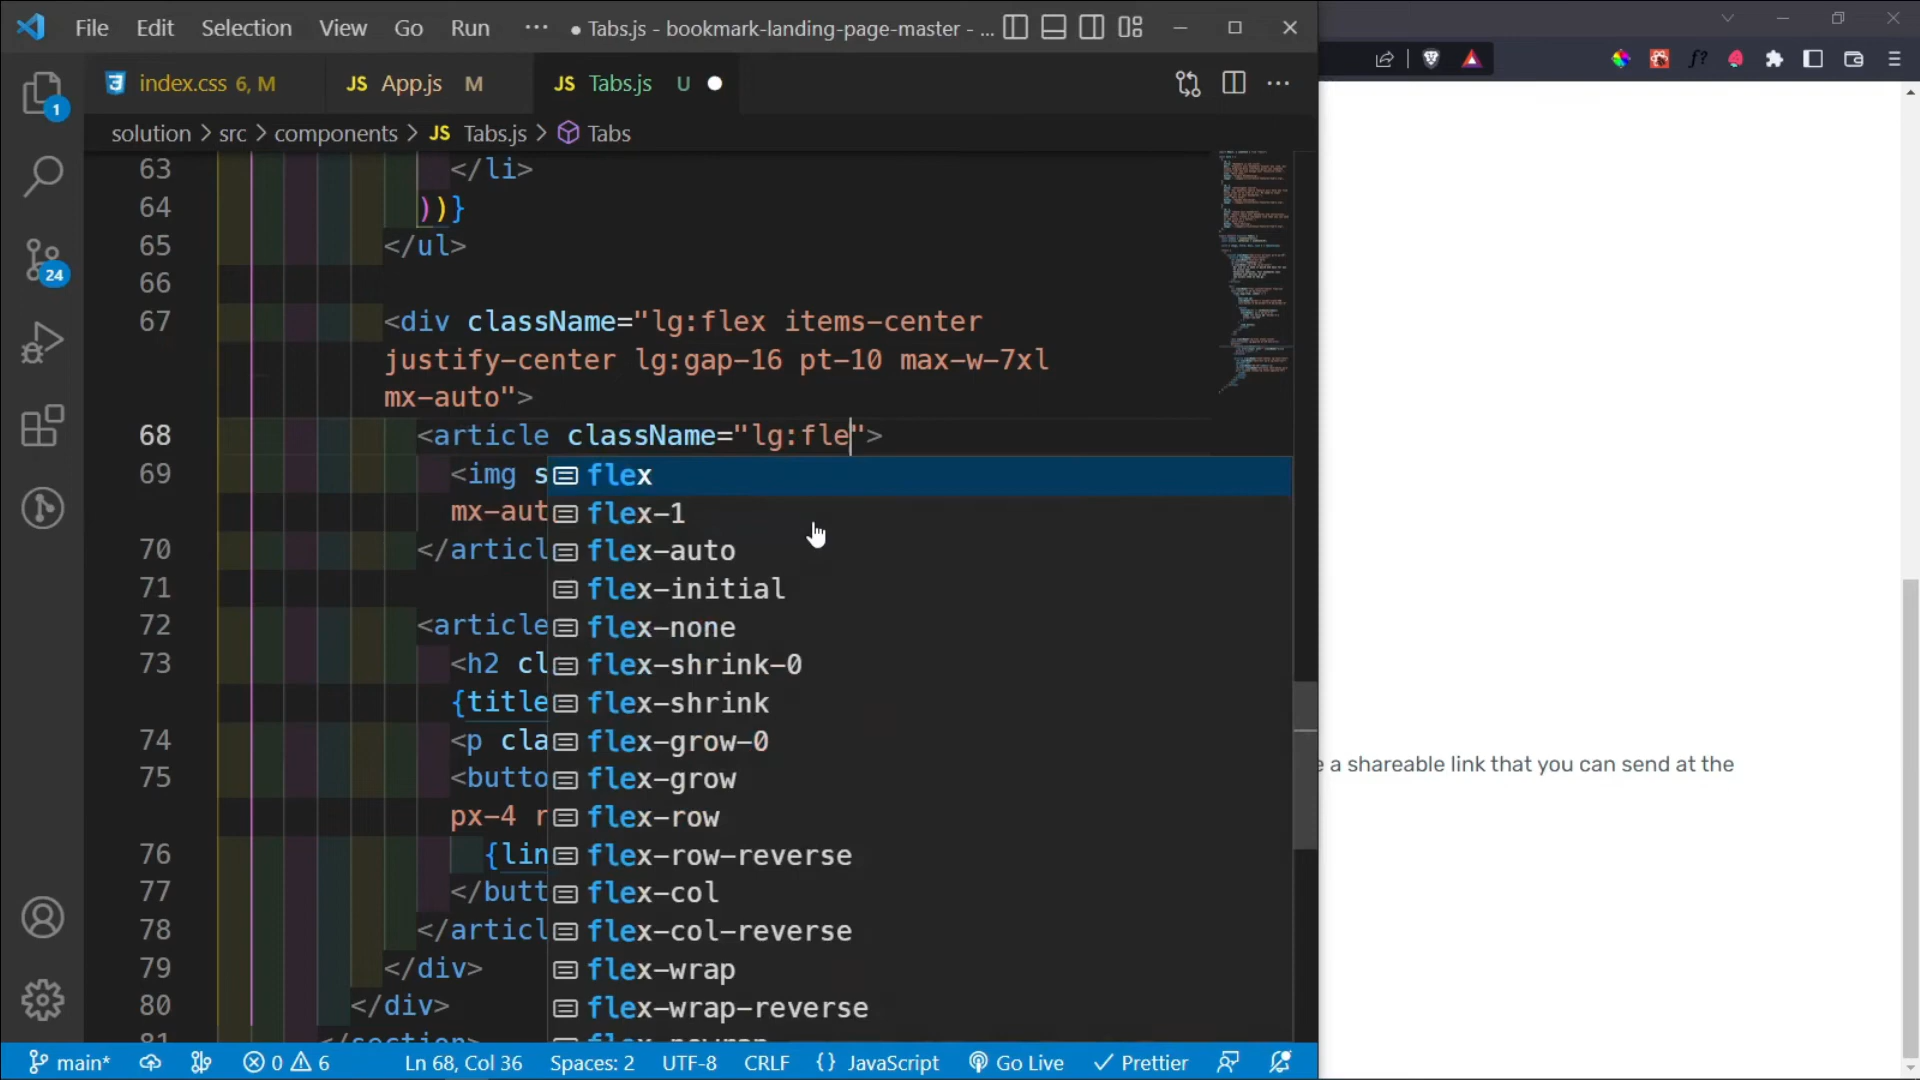 File Edit Selection View Go Run ··· ● Tabs.js - bookmark-landing-page-master - ...
index.css 6, M JS App.js M JS Tabs.js U
solution > src > components > JS Tabs.js > Tabs
63 </li>
64 ))}
65 </ul>
66
67 <div className="lg:flex items-center
justify-center lg:gap-16 pt-10 max-w-7xl
mx-auto">
68 <article className="lg:fle">
69 <img s
mx-aut
70 </articl
71
72 <article
73 <h2 cl
{title
74 <p cla
75 <butto
px-4 r
76 {lin
77 </butt
78 </articl
79 </div>
80 </div>
flex
flex-1
flex-auto
flex-initial
flex-none
flex-shrink-0
flex-shrink
flex-grow-0
flex-grow
flex-row
flex-row-reverse
flex-col
flex-col-reverse
flex-wrap
flex-wrap-reverse
1
24
e a shareable link that you can send at the
main* 0 6 Ln 68, Col 36 Spaces: 2 UTF-8 CRLF {} JavaScript Go Live Prettier